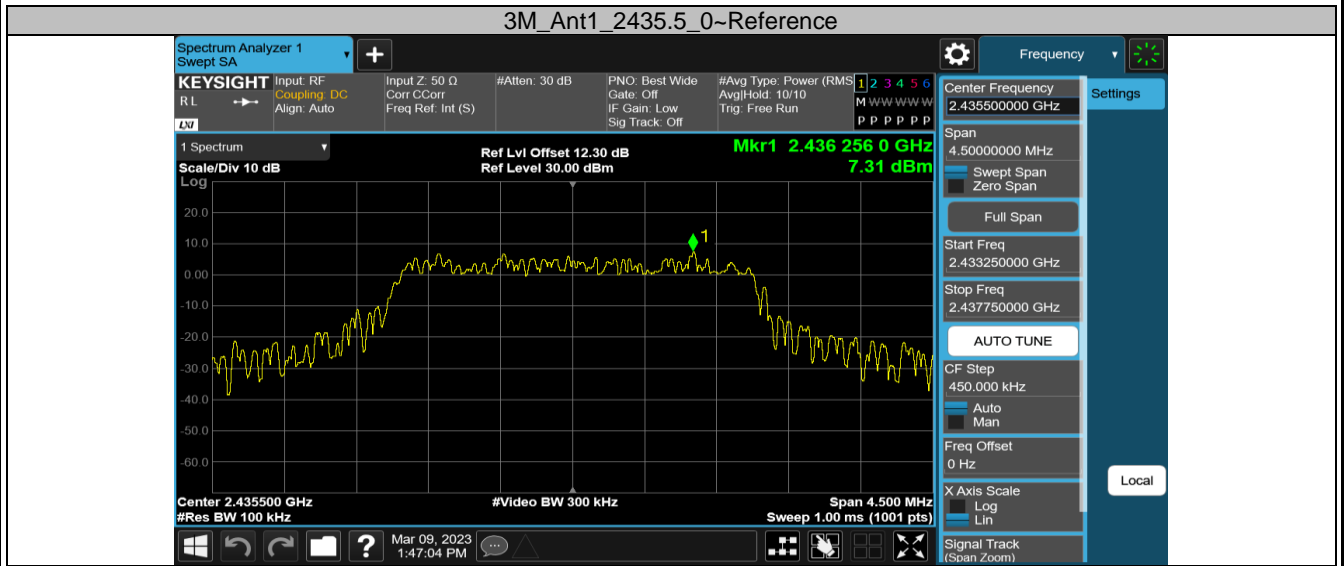 3M_Ant1_2435.5_0~Reference
Spectrum Analyzer 1
Swept SA
+
Frequency
KEYSIGHT
R L
LXI
Input: RF
Coupling: DC
Align: Auto
Input Z: 50 Ω
Corr CCorr
Freq Ref: Int (S)
#Atten: 30 dB
PNO: Best Wide
Gate: Off
IF Gain: Low
Sig Track: Off
#Avg Type: Power (RMS
Avg|Hold: 10/10
Trig: Free Run
1 2 3 4 5 6
M W W W W W
P P P P P P
1 Spectrum
Scale/Div 10 dB
Log
Ref Lvl Offset 12.30 dB
Ref Level 30.00 dBm
Mkr1 2.436 256 0 GHz
7.31 dBm
1
20.0
10.0
0.00
-10.0
-20.0
-30.0
-40.0
-50.0
-60.0
Center 2.435500 GHz
#Res BW 100 kHz
#Video BW 300 kHz
Span 4.500 MHz
Sweep 1.00 ms (1001 pts)
Center Frequency
2.435500000 GHz
Settings
Span
4.50000000 MHz
Swept Span
Zero Span
Full Span
Start Freq
2.433250000 GHz
Stop Freq
2.437750000 GHz
AUTO TUNE
CF Step
450.000 kHz
Auto
Man
Freq Offset
0 Hz
X Axis Scale
Log
Lin
Local
Signal Track
(Span Zoom)
?
Mar 09, 2023
1:47:04 PM